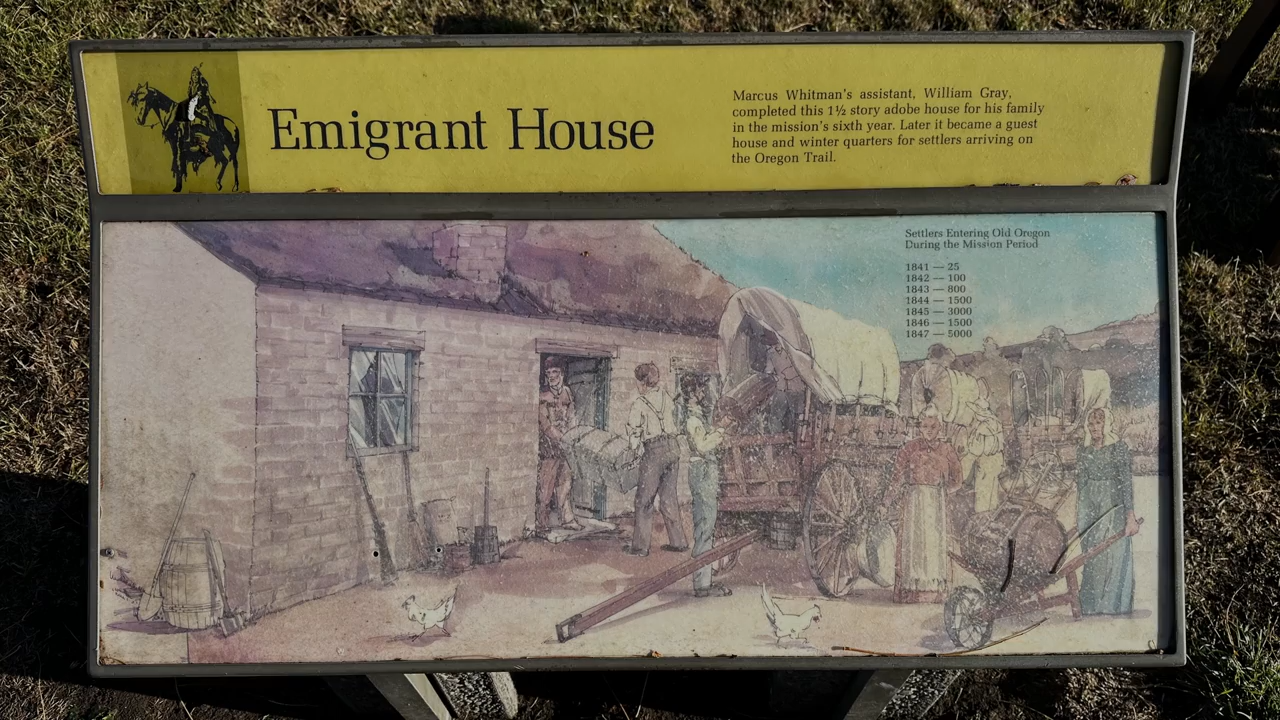 Emigrant House
Marcus Whitman's assistant, William Gray,
completed this 1½ story adobe house for his family
in the mission's sixth year. Later it became a guest
house and winter quarters for settlers arriving on
the Oregon Trail.
Settlers Entering Old Oregon
During the Mission Period
1841 — 25
1842 — 100
1843 — 800
1844 — 1500
1845 — 3000
1846 — 1500
1847 — 5000